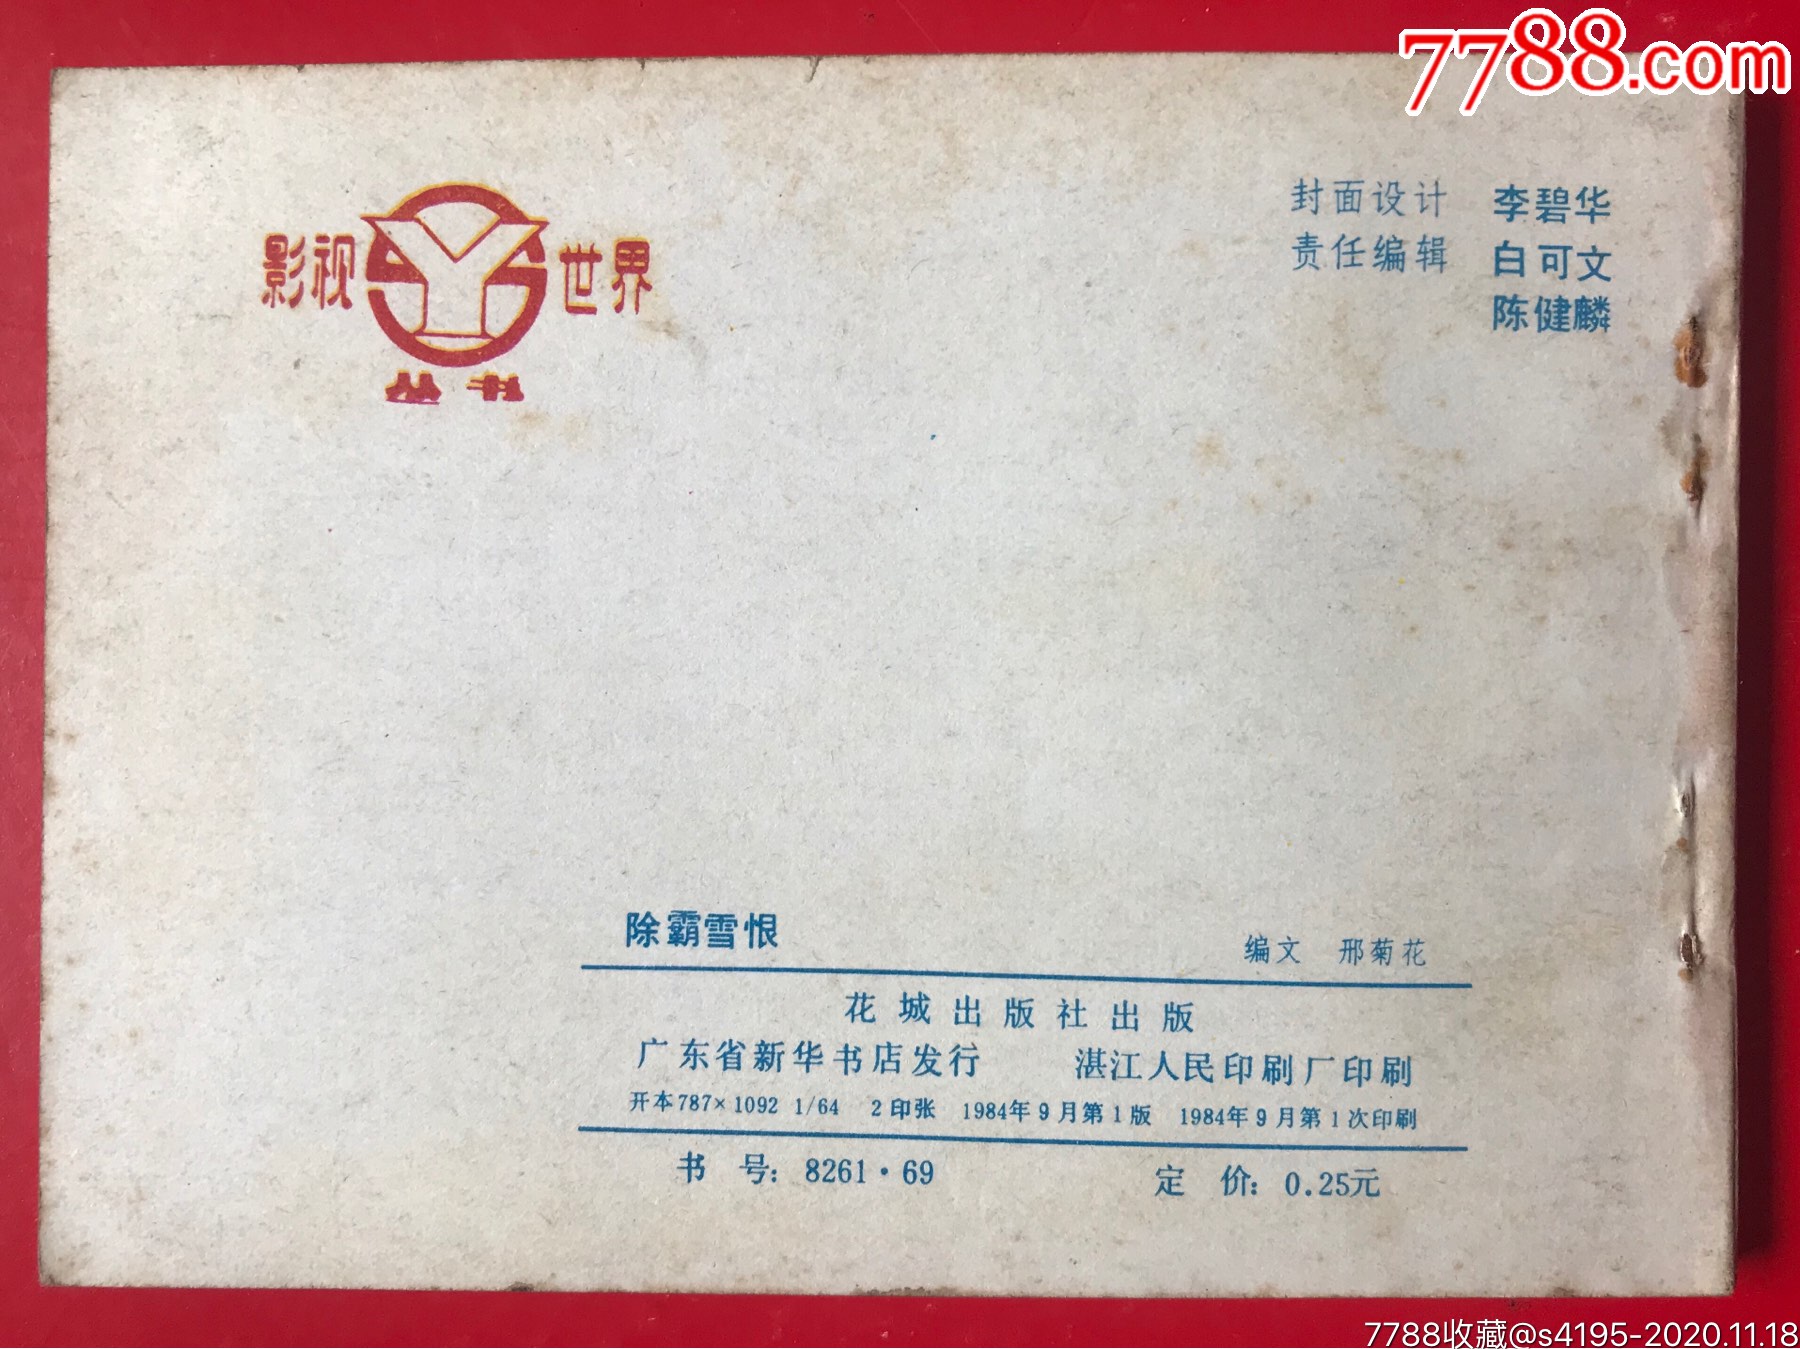 7788.com
影视 世界
封面设计 李碧华
责任编辑 白可文
陈健麟
除霸雪恨
编文 邢菊花
花城出版社出版
广东省新华书店发行 湛江人民印刷厂印刷
开本787×1092 1/64 2印张 1984年9月第1版 1984年9月第1次印刷
书 号：8261·69 定 价：0.25元
7788收藏@s4195-2020.11.18